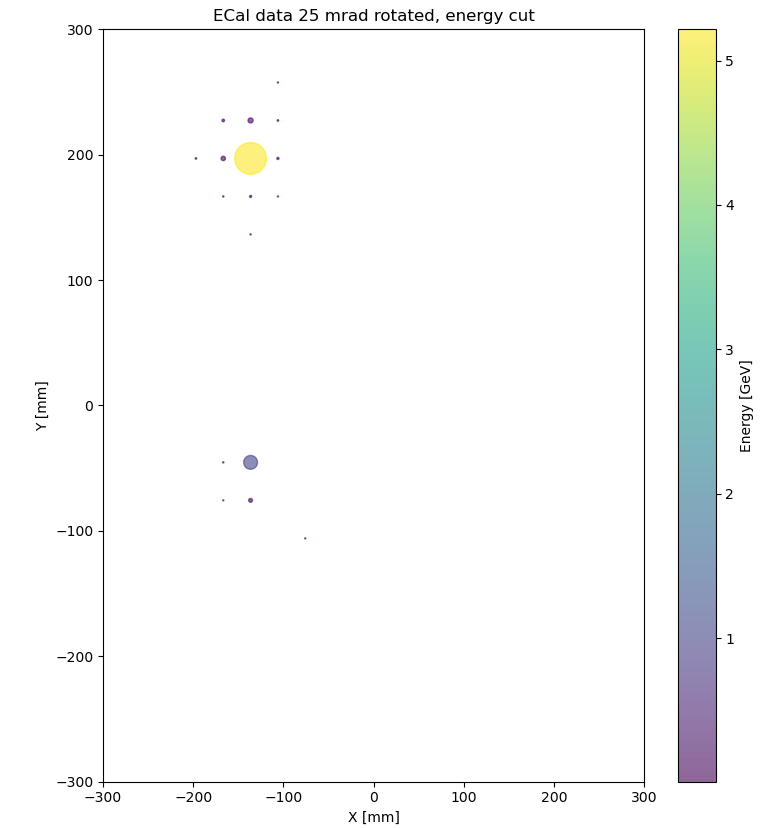 ECal data 25 mrad rotated, energy cut
300
200
100
0
−100
−200
−300
Y [mm]
−300 −200 −100 0 100 200 300
X [mm]
5
4
3
2
1
Energy [GeV]